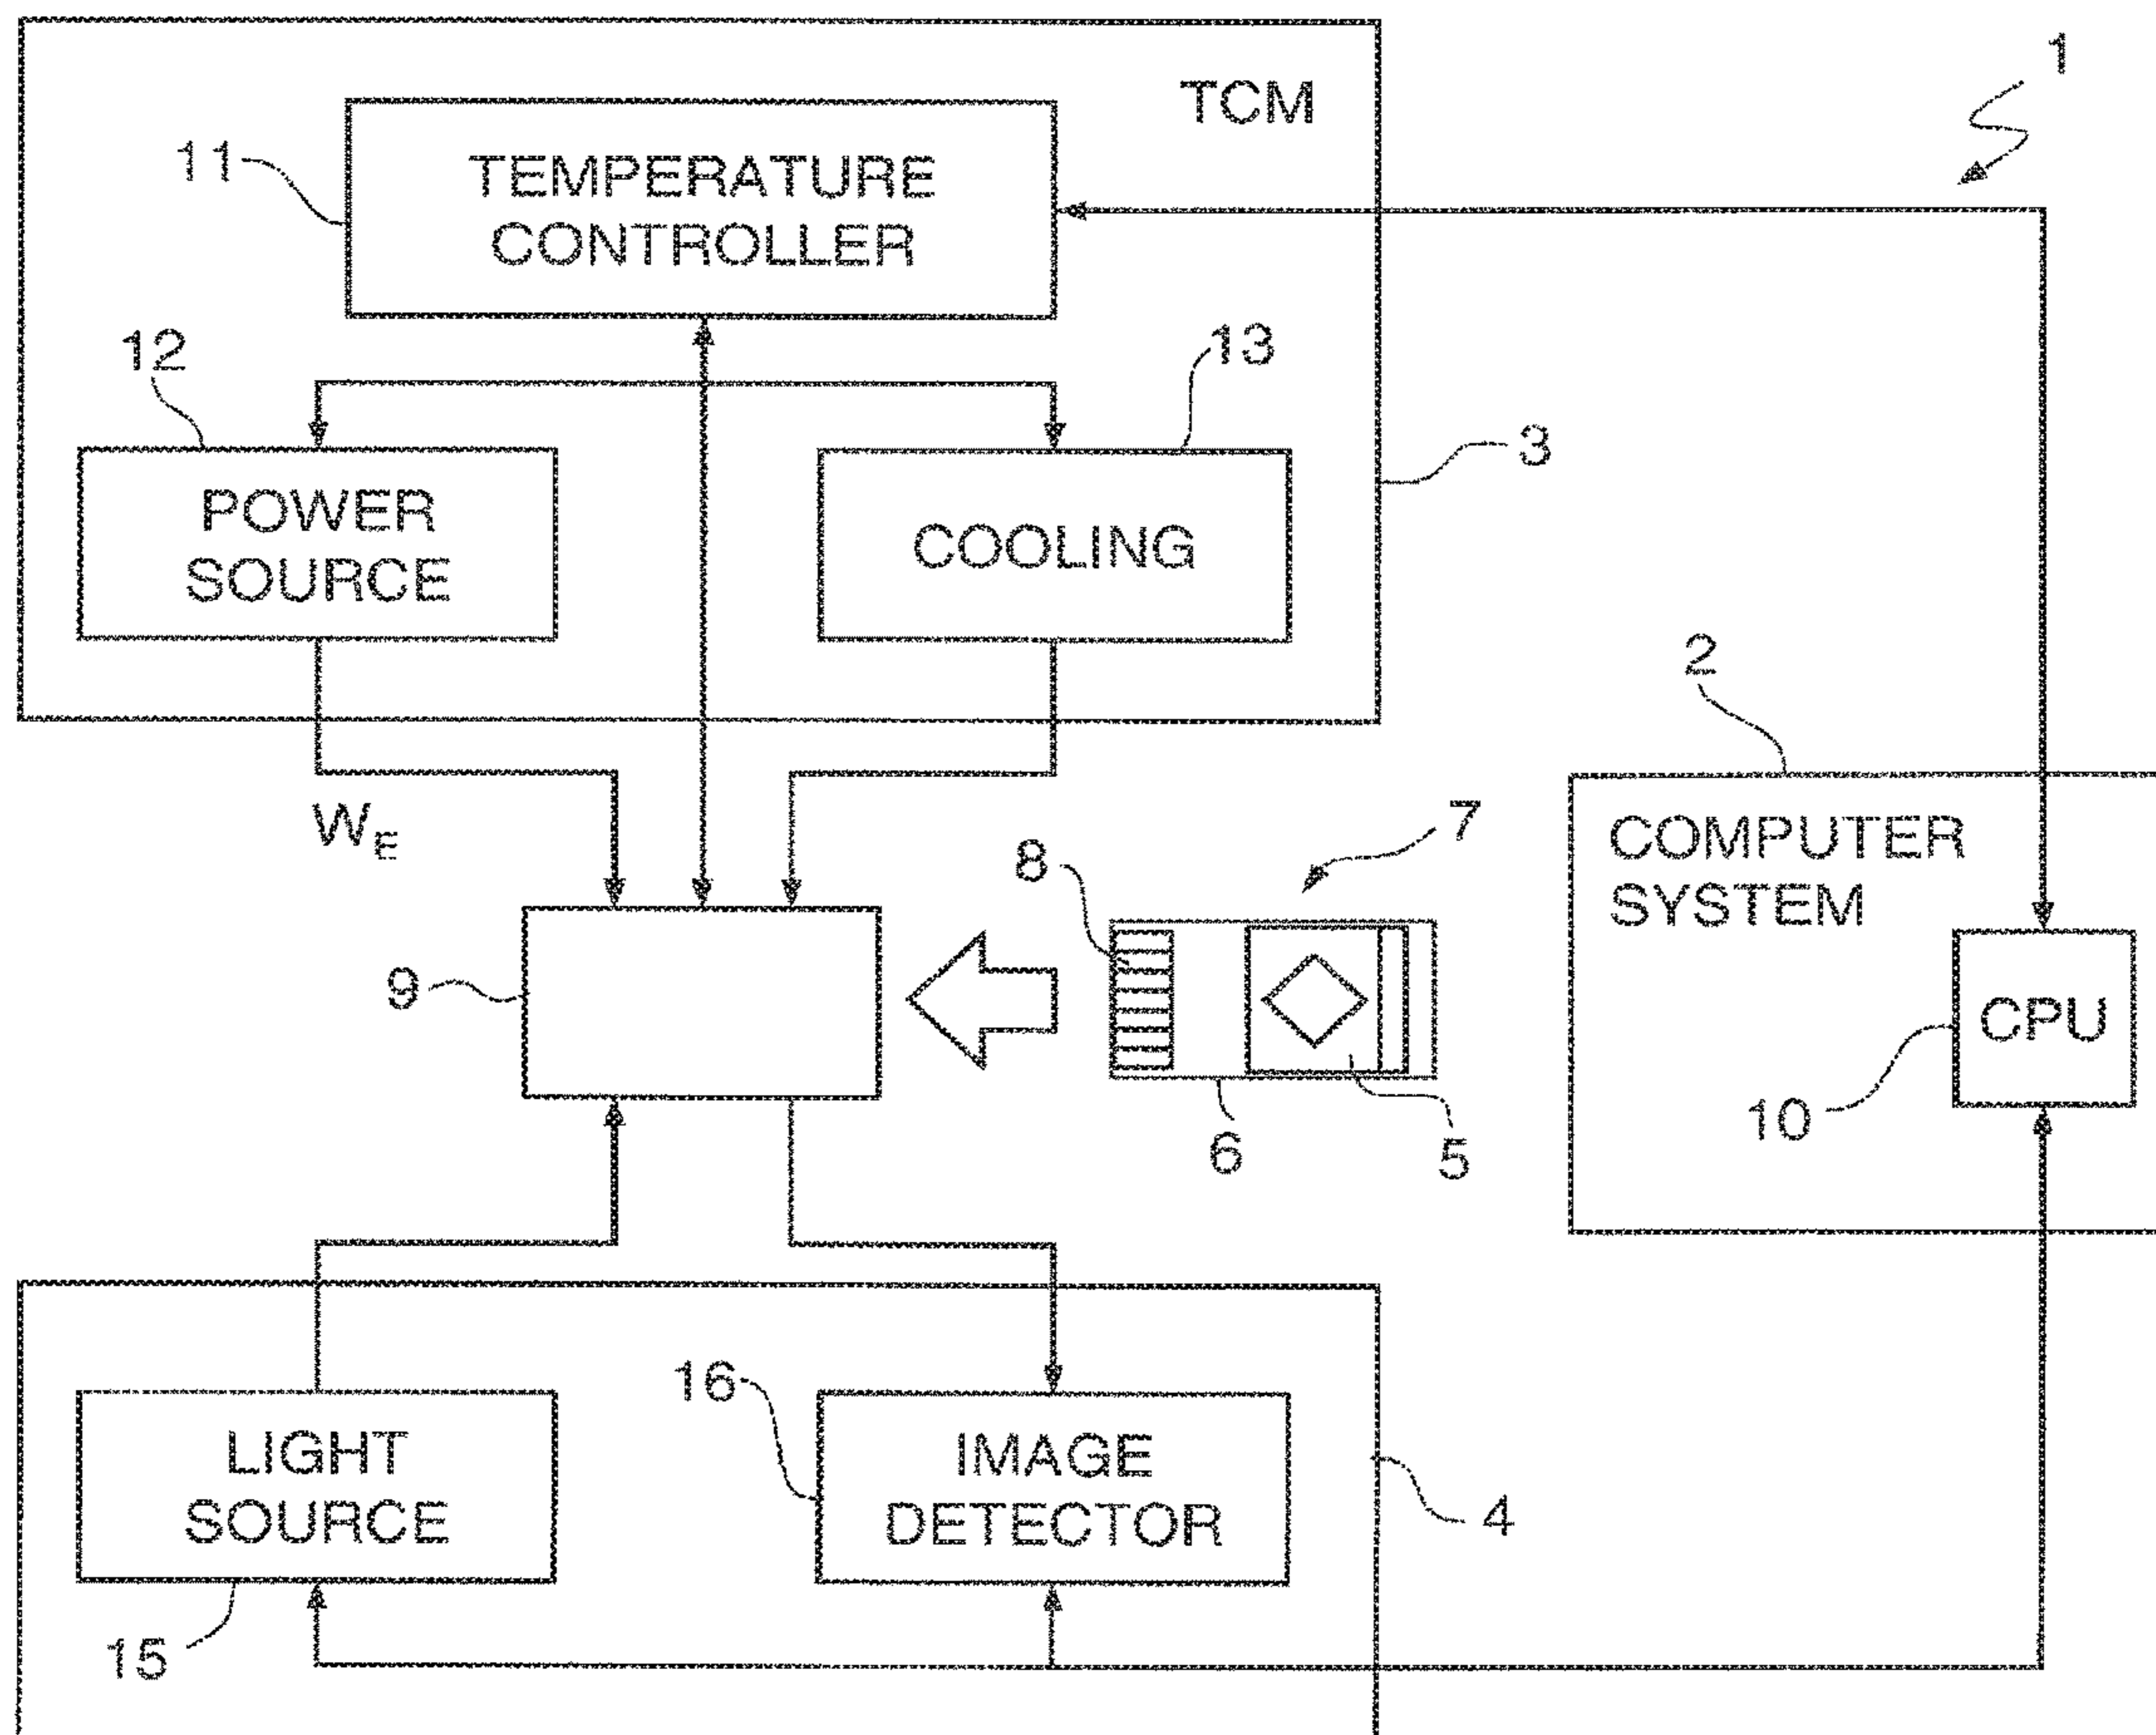 1
TCM
11
TEMPERATURE
CONTROLLER
12
13
3
POWER
SOURCE
COOLING
2
W_E
7
COMPUTER
SYSTEM
8
9
CPU
10
6
5
16
LIGHT
SOURCE
IMAGE
DETECTOR
4
15